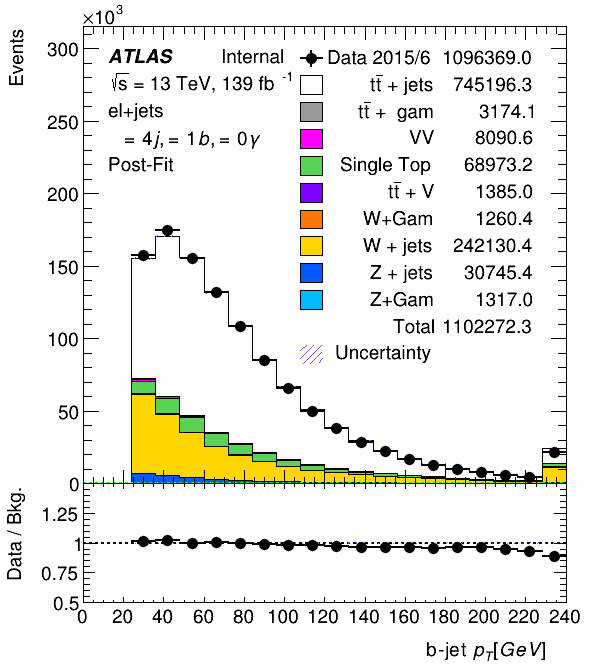 ×10³
Events
300
250
200
150
100
50
0
ATLAS Internal
√s = 13 TeV, 139 fb⁻¹
el+jets
= 4j, = 1b, = 0γ
Post-Fit
Data 2015/6 1096369.0
tt̅ + jets 745196.3
tt̅ + gam 3174.1
VV 8090.6
Single Top 68973.2
tt̅ + V 1385.0
W+Gam 1260.4
W + jets 242130.4
Z + jets 30745.4
Z+Gam 1317.0
Total 1102272.3
Uncertainty
Data / Bkg.
1.25
1
0.75
0.5
0 20 40 60 80 100 120 140 160 180 200 220 240
b-jet p_T[GeV]